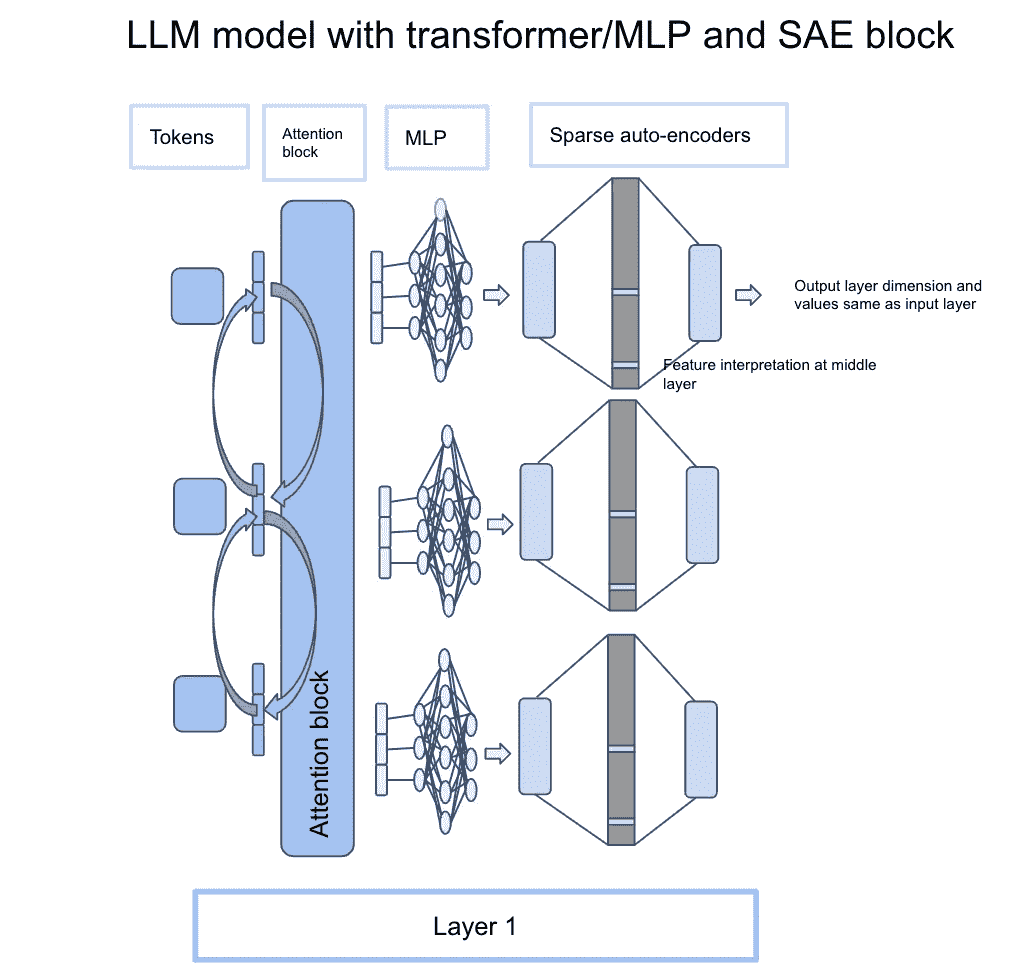 LLM model with transformer/MLP and SAE block
Tokens
Attention
block
MLP
Sparse auto-encoders
Output layer dimension and
values same as input layer
Feature interpretation at middle
layer
Attention block
Layer 1